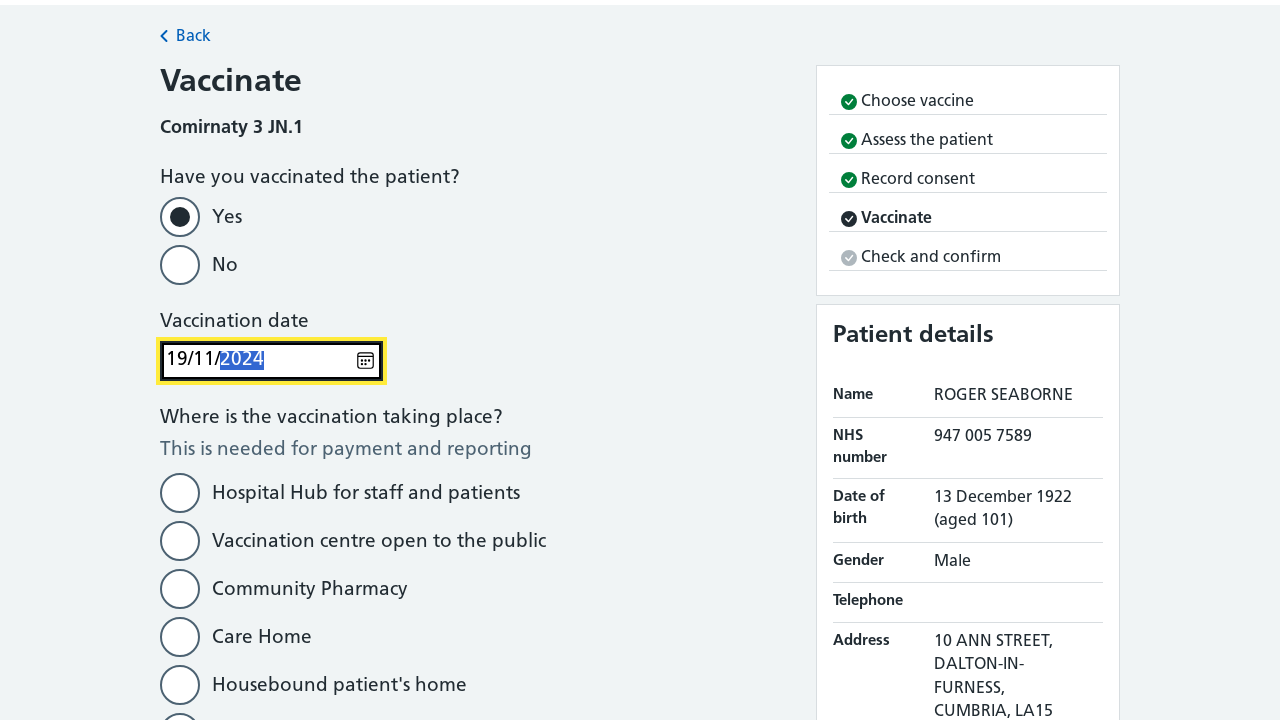 Back
Vaccinate
Comirnaty 3 JN.1
Have you vaccinated the patient?
Yes
No
Vaccination date
19/11/2024
Where is the vaccination taking place?
This is needed for payment and reporting
Hospital Hub for staff and patients
Vaccination centre open to the public
Community Pharmacy
Care Home
Housebound patient's home
Choose vaccine
Assess the patient
Record consent
Vaccinate
Check and confirm
Patient details
Name ROGER SEABORNE
NHS number 947 005 7589
Date of birth 13 December 1922
(aged 101)
Gender Male
Telephone
Address 10 ANN STREET,
DALTON-IN-
FURNESS,
CUMBRIA, LA15